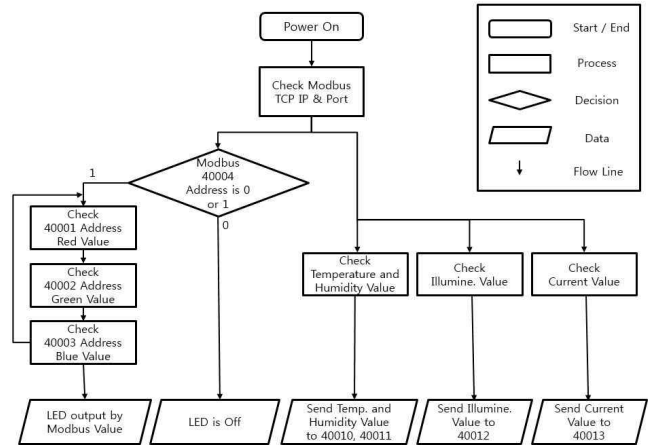 Power On
Check Modbus
TCP IP & Port
Modbus
40004
Address is 0
or 1
1
0
Check
40001 Address
Red Value
Check
40002 Address
Green Value
Check
40003 Address
Blue Value
Check
Temperature and
Humidity Value
Check
Illumine. Value
Check
Current Value
LED output by
Modbus Value
LED is Off
Send Temp. and
Humidity Value
to 40010, 40011
Send Illumine.
Value to
40012
Send Current
Value to
40013
Start / End
Process
Decision
Data
Flow Line